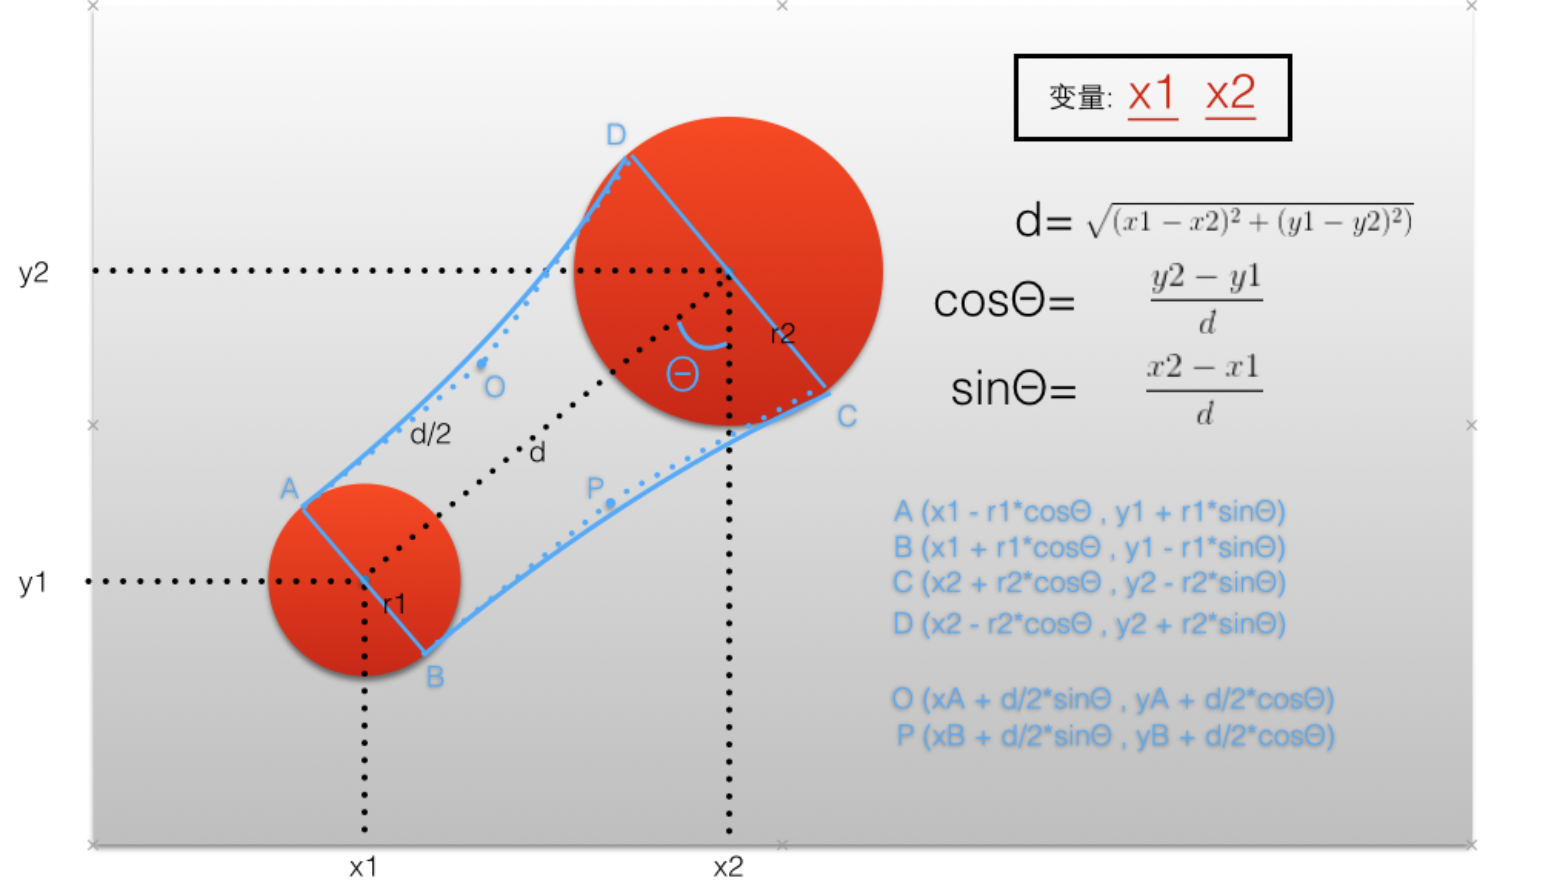 变量: x1 x2
D
d= √(x1 − x2)² + (y1 − y2)²)
y2
cosΘ= y2 − y1 / d
r2
Θ
sinΘ= x2 − x1 / d
O
C
d/2
d
A
P
A (x1 - r1*cosΘ , y1 + r1*sinΘ)
B (x1 + r1*cosΘ , y1 - r1*sinΘ)
C (x2 + r2*cosΘ , y2 - r2*sinΘ)
D (x2 - r2*cosΘ , y2 + r2*sinΘ)
y1
r1
B
O (xA + d/2*sinΘ , yA + d/2*cosΘ)
P (xB + d/2*sinΘ , yB + d/2*cosΘ)
x1
x2